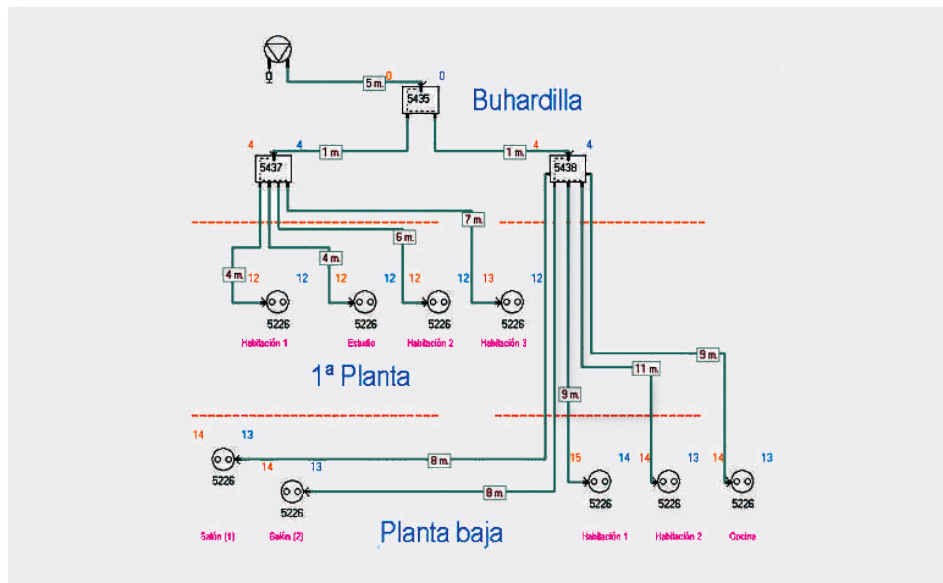 0 0
5 m.
5435
Buhardilla
4 4 4 4
1 m. 1 m.
5437 5438
7 m.
6 m.
4 m.
4 m. 12 12 12 12 12 12 13 12
5226 5226 5226 5226
Habitación 1 Estudio Habitación 2 Habitación 3
9 m.
1ª Planta 11 m.
9 m.
14 13
8 m. 15 14 14 13 14 13
14 13
5226
8 m.
5226 5226 5226 5226
Salón (1) Salón (2) Planta baja Habitación 1 Habitación 2 Cocina